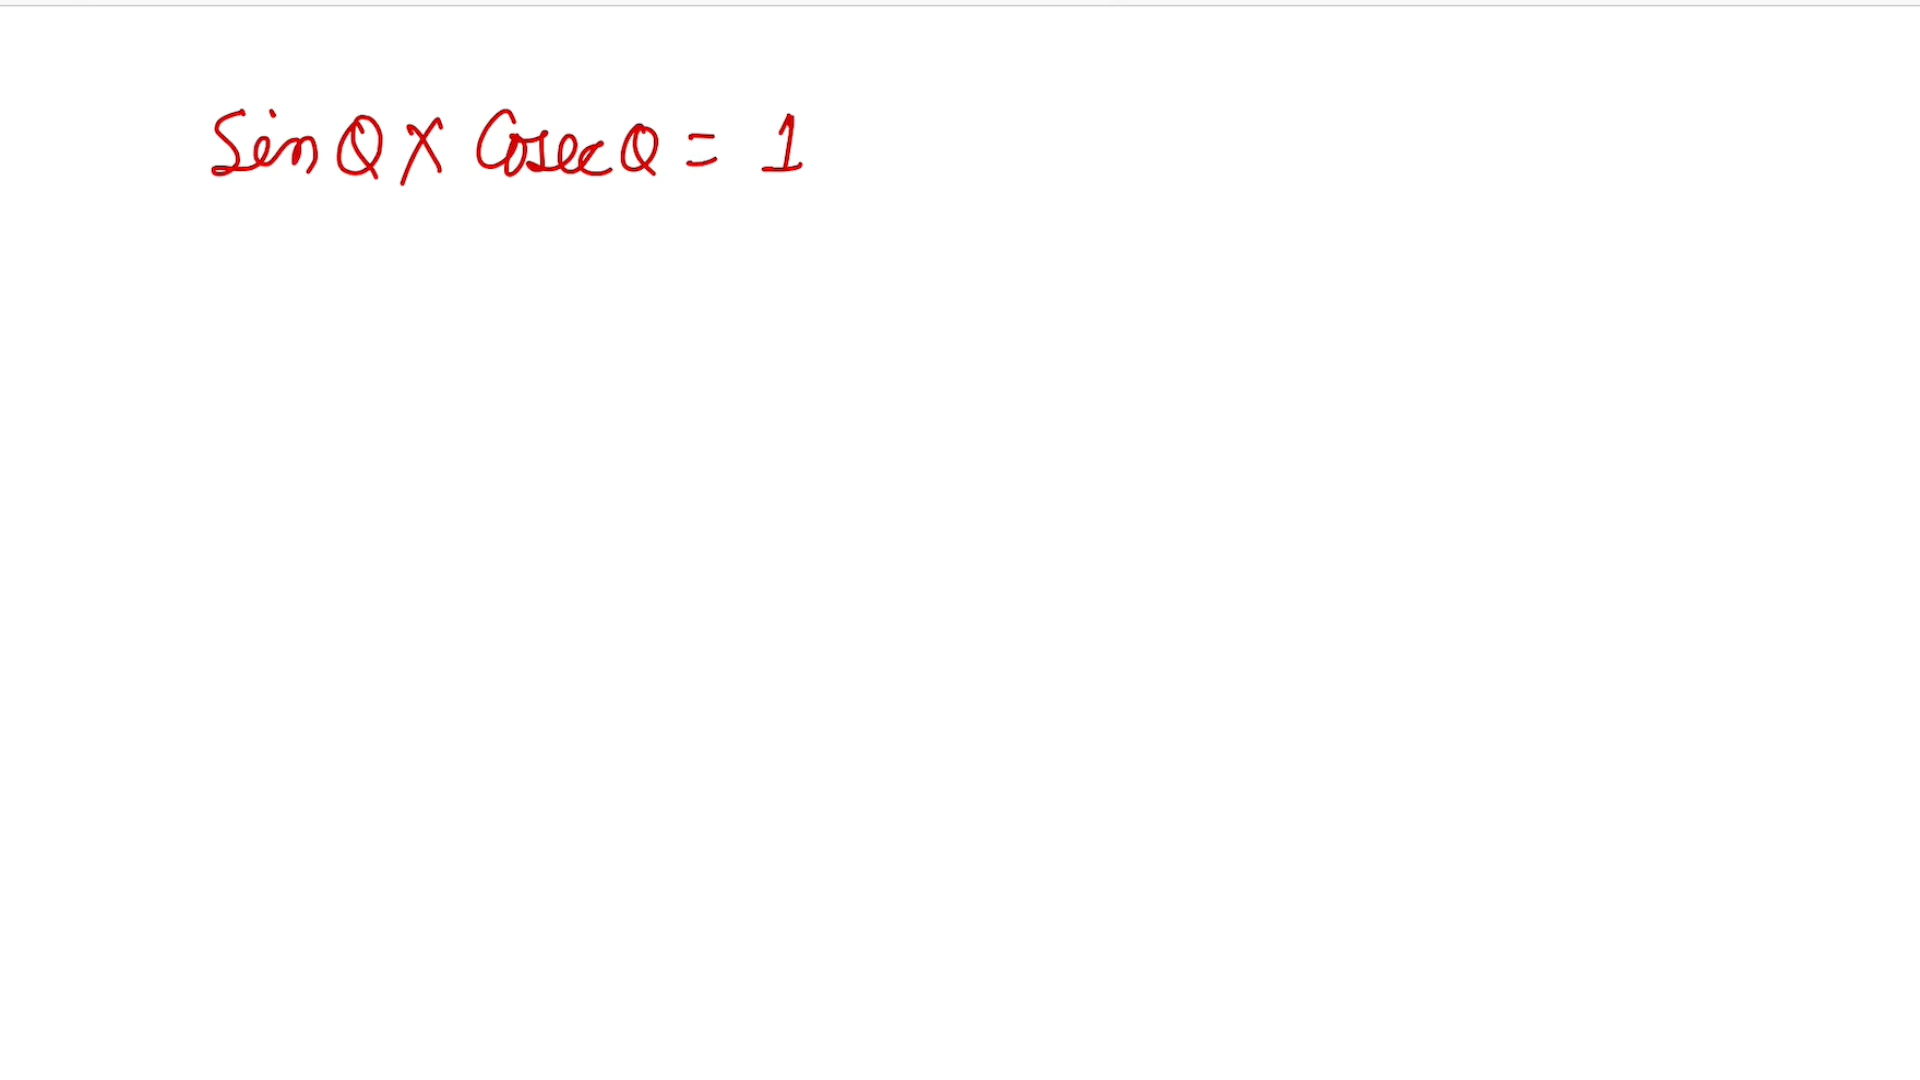 Sin θ × Cosec θ = 1